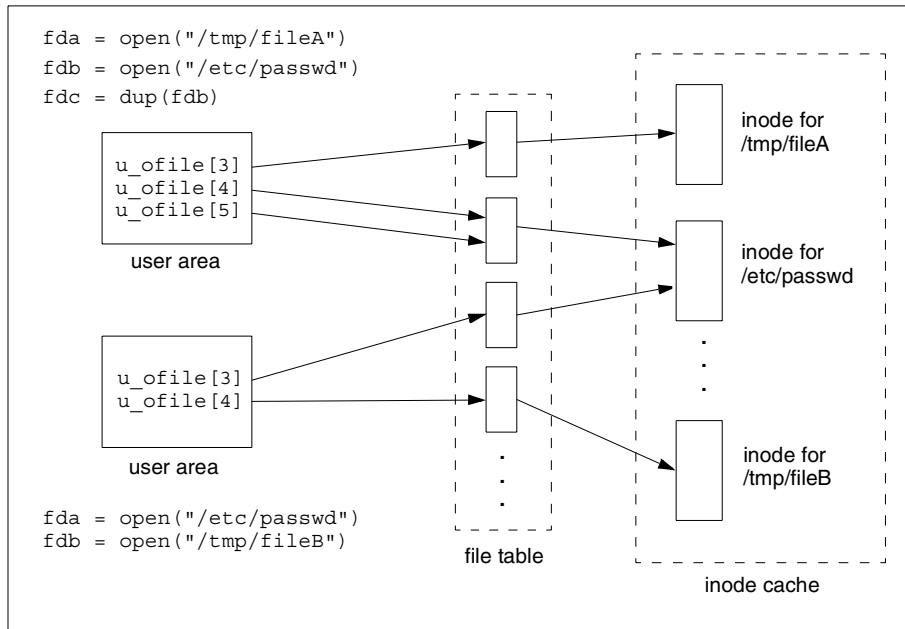 fda = open("/tmp/fileA")
fdb = open("/etc/passwd")
fdc = dup(fdb)
u_ofile[3]
u_ofile[4]
u_ofile[5]
user area
inode for
/tmp/fileA
inode for
/etc/passwd
u_ofile[3]
u_ofile[4]
user area
inode for
/tmp/fileB
fda = open("/etc/passwd")
fdb = open("/tmp/fileB")
file table
inode cache